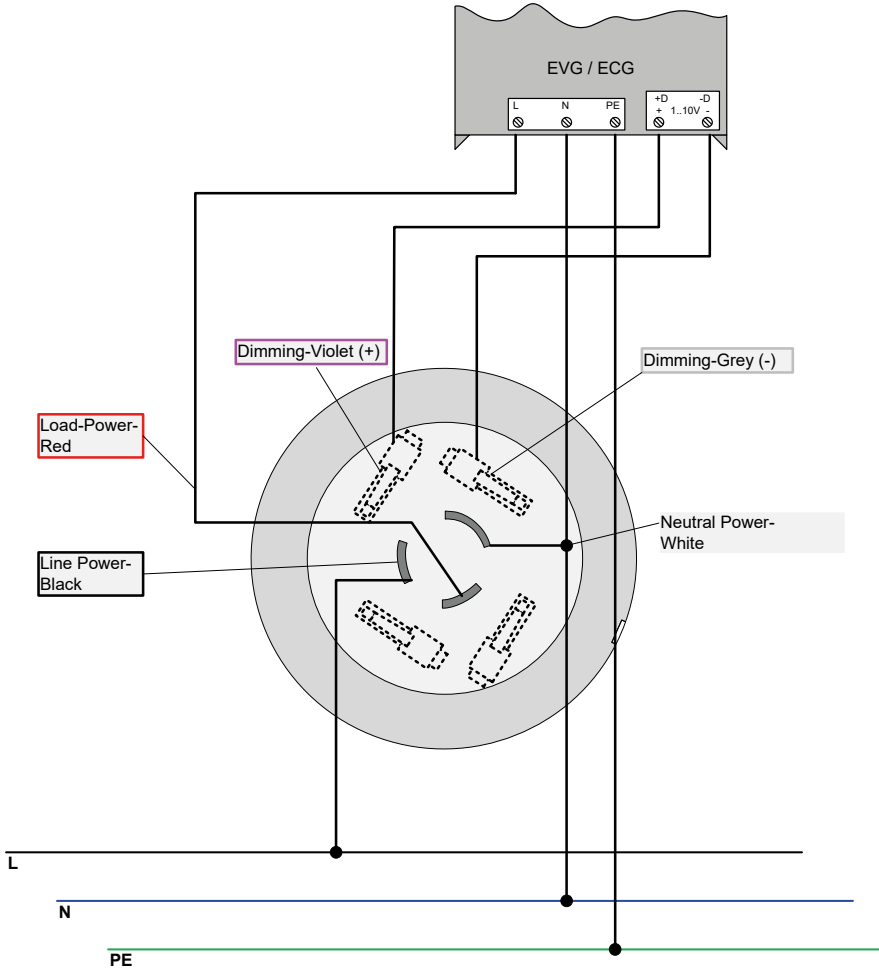 EVG / ECG
L N PE
+D -D
+ 1..10V -
Dimming-Violet (+)
Dimming-Grey (-)
Load-Power-
Red
Neutral Power-
White
Line Power-
Black
L
N
PE